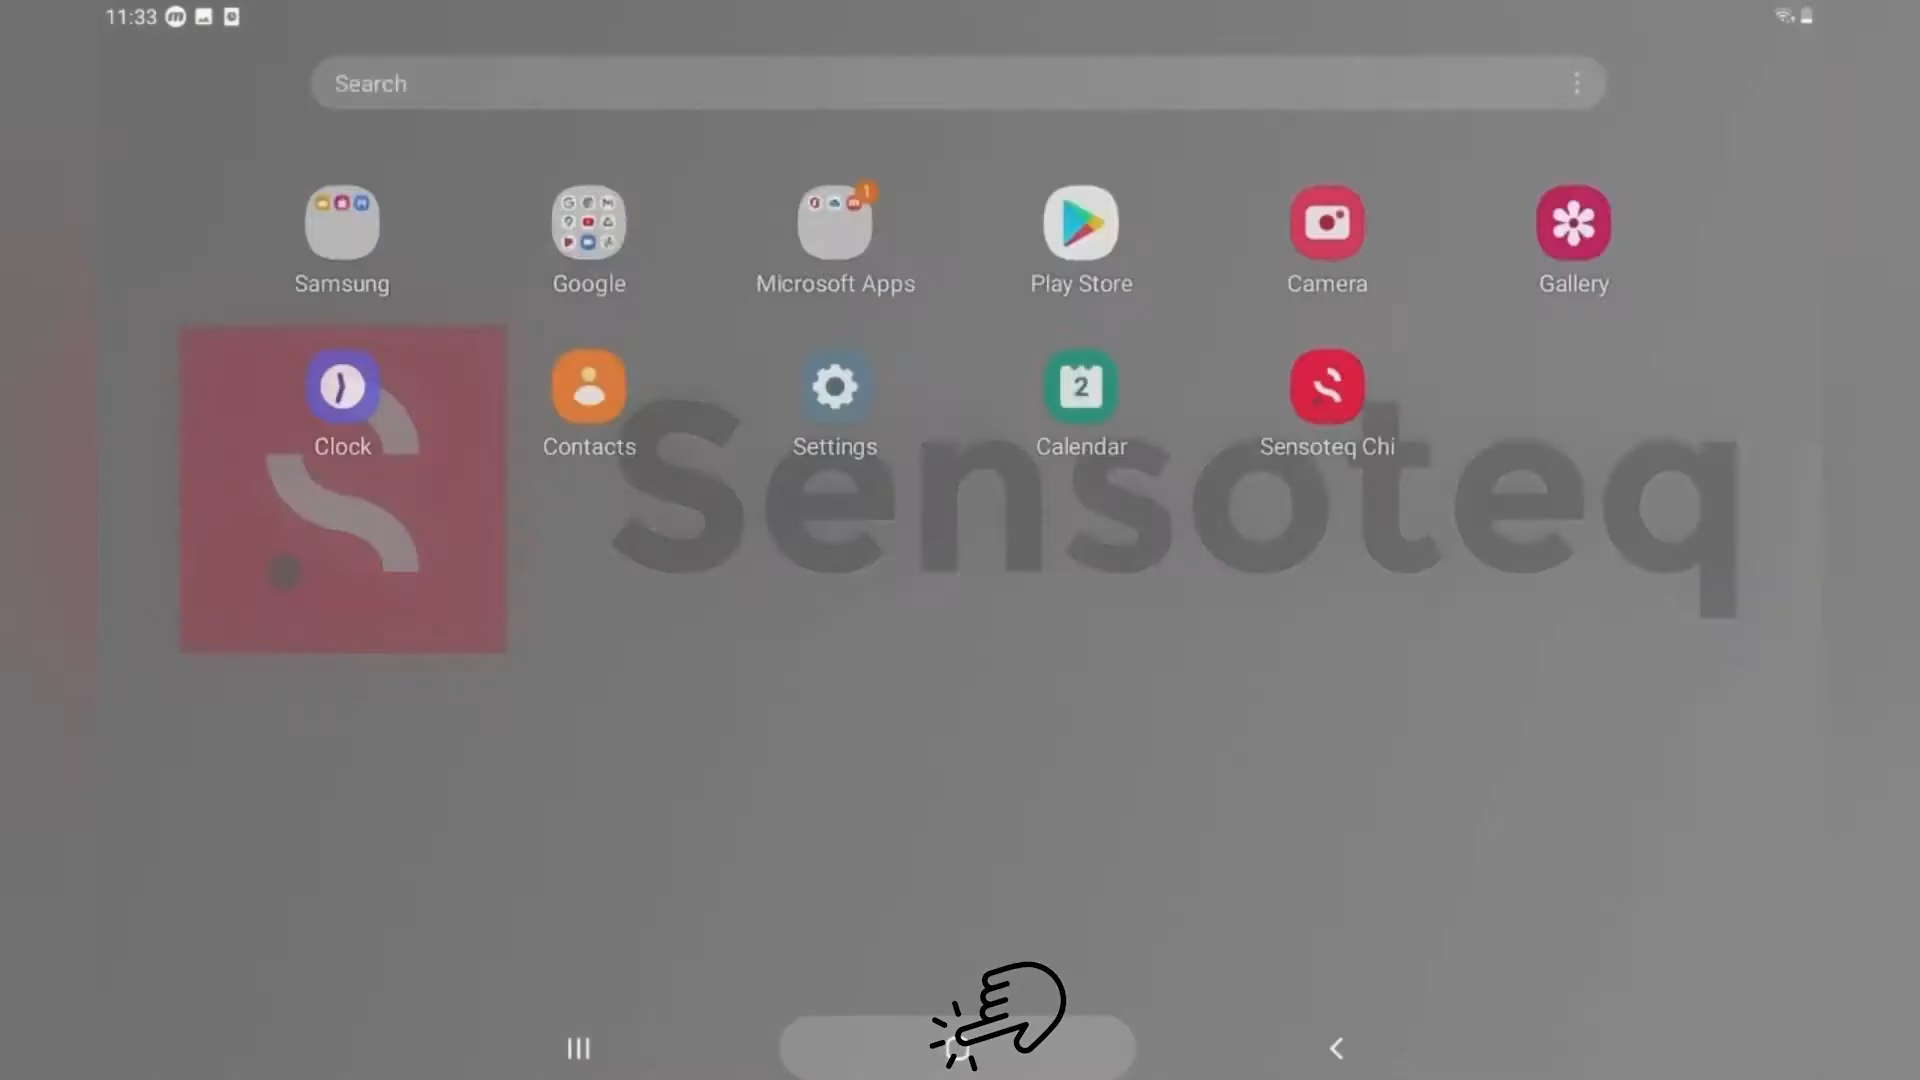 11:33
Search
1
Samsung
Google
Microsoft Apps
Play Store
Camera
Gallery
2
Clock
Contacts
Settings
Calendar
Sensoteq Chi
Sensoteq